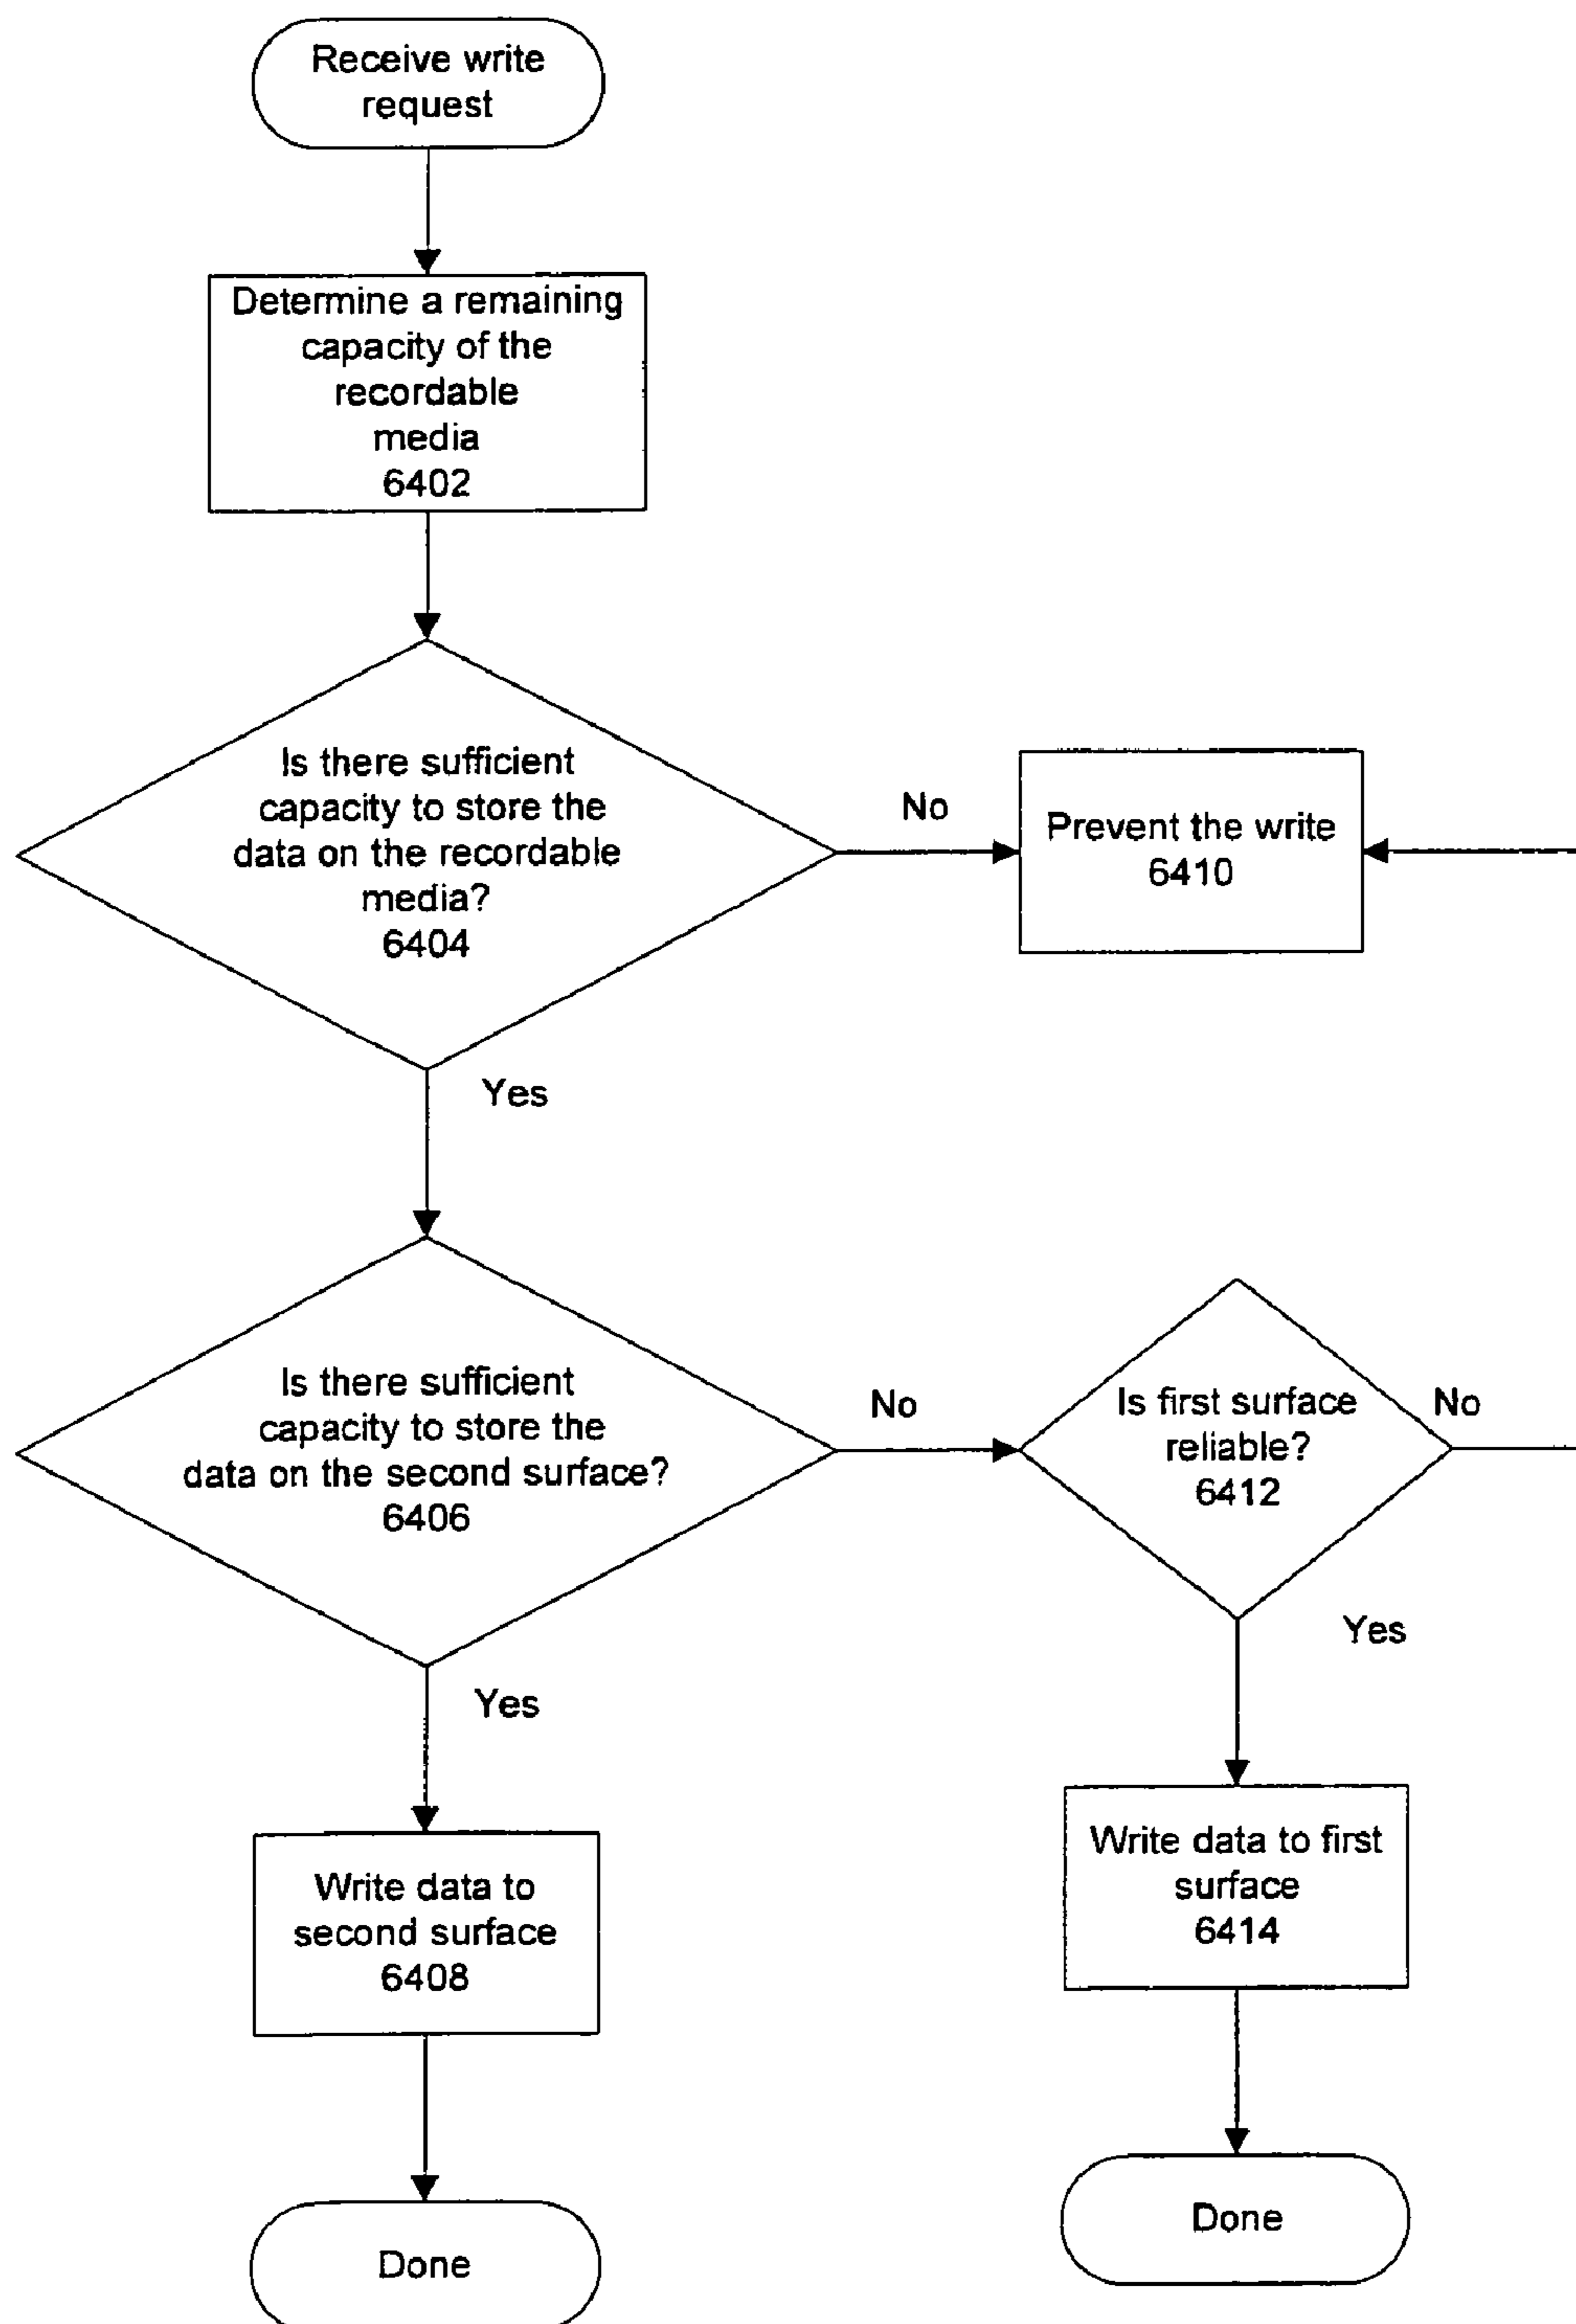 Receive write
request
Determine a remaining
capacity of the
recordable
media
6402
Is there sufficient
capacity to store the
data on the recordable
media?
6404
No
Prevent the write
6410
Yes
Is there sufficient
capacity to store the
data on the second surface?
6406
No
Is first surface
reliable?
6412
No
Yes
Yes
Write data to
second surface
6408
Write data to first
surface
6414
Done
Done